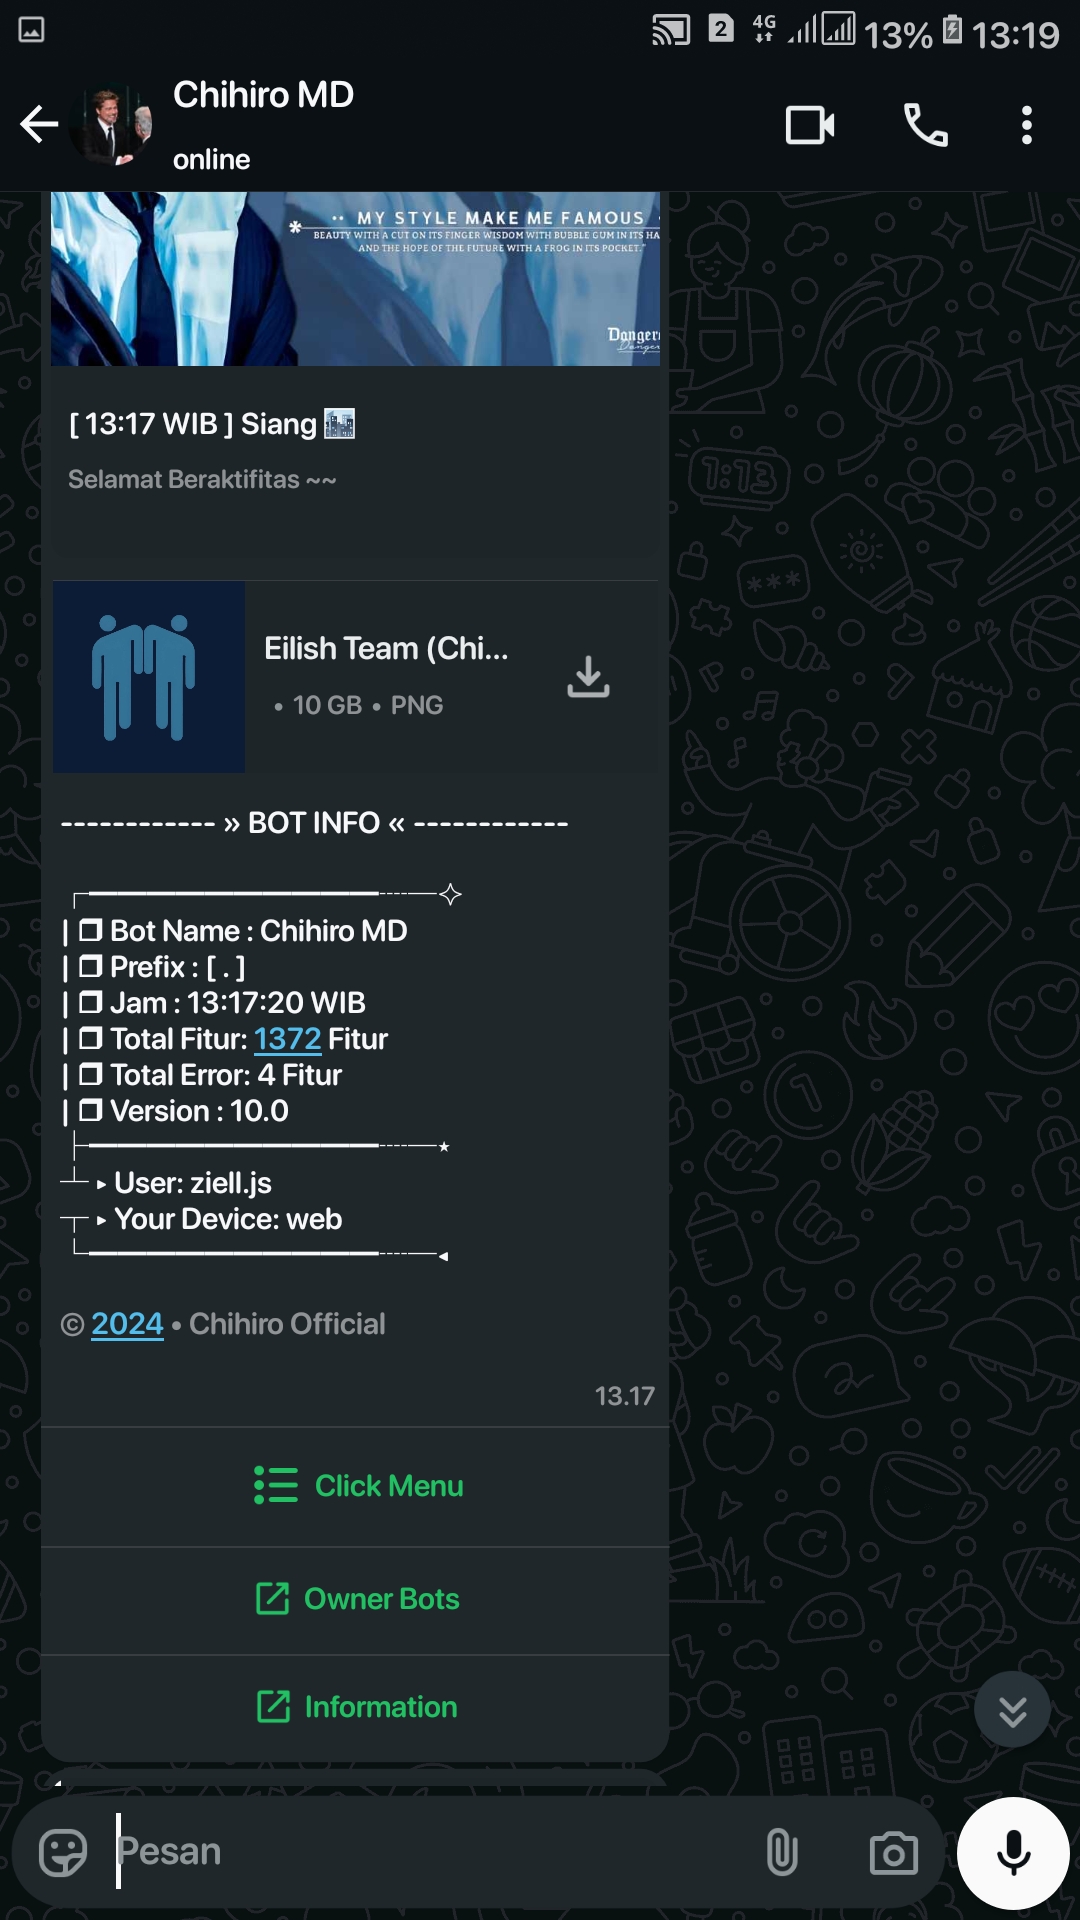 4G 2 13% 13:19
Chihiro MD
online
MY STYLE MAKE ME FAMOUS
BEAUTY WITH A CUT ON ITS FINGER WISDOM WITH BUBBLE GUM IN ITS HA
AND THE HOPE OF THE FUTURE WITH A FROG IN ITS POCKET."
[ 13:17 WIB ] Siang 🏙
Selamat Beraktifitas ~~
Eilish Team (Chi...
• 10 GB • PNG
------------ » BOT INFO « ------------
| ❐ Bot Name : Chihiro MD
| ❐ Prefix : [ . ]
| ❐ Jam : 13:17:20 WIB
| ❐ Total Fitur: 1372 Fitur
| ❐ Total Error: 4 Fitur
| ❐ Version : 10.0
▸ User: ziell.js
▸ Your Device: web
© 2024 • Chihiro Official
13.17
Click Menu
Owner Bots
Information
Pesan